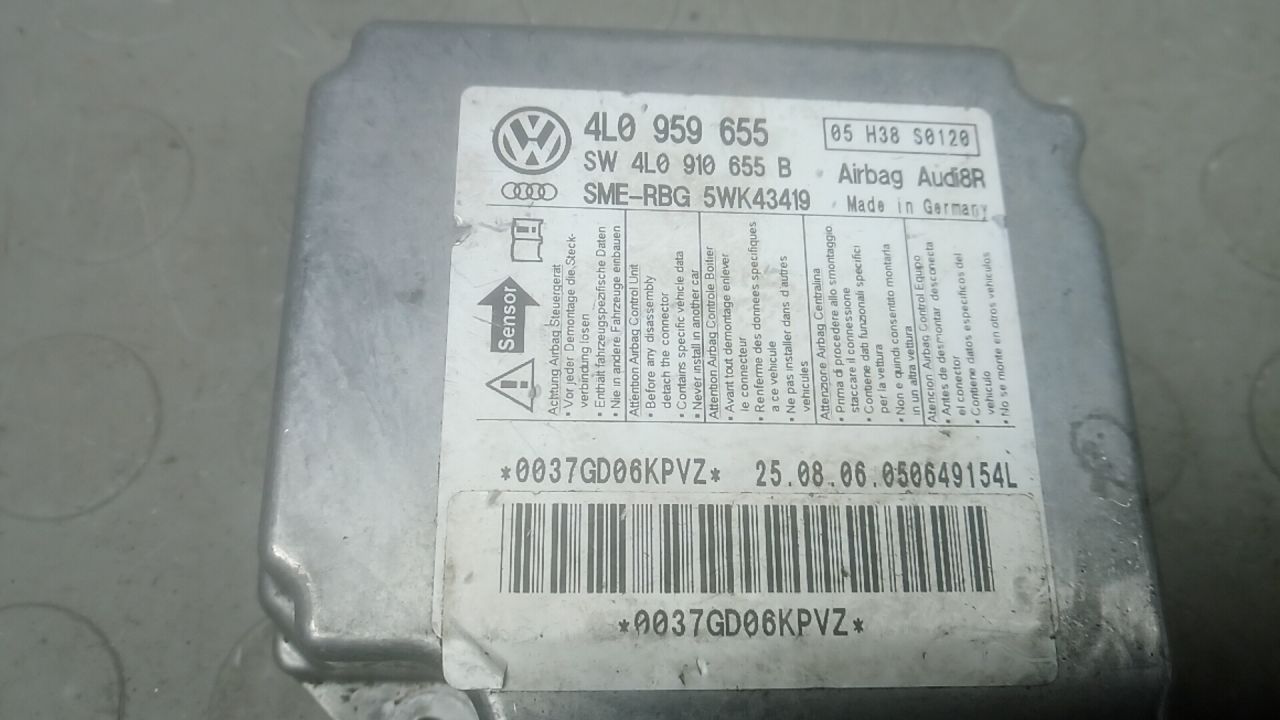 VW
4L0 959 655
05 H38 S0120
SW 4L0 910 655 B
Airbag Audi8R
SME-RBG 5WK43419
Made in Germany
Sensor
Achtung Airbag Steuergerät
• Vor jeder Demontage die Steck-
verbindung lösen
• Enthält fahrzeugspezifische Daten
• Nie in andere Fahrzeuge einbauen
Attention Airbag Control Unit
• Before any disassembly
detach the connector
• Contains specific vehicle data
• Never install in another car
Attention Airbag Controle Boitier
• Avant tout demontage enlever
le connecteur
• Renferme des donnees specifiques
a ce vehicule
• Ne pas installer dans d'autres
vehicules
Attenzione Airbag Centralina
• Prima di procedere allo smontaggio
staccare il connessione
• Contiene dati funzionali specifici
per la vettura
• Non e quindi consentito montarla
in un altra vettura
Atencion Airbag Control Equipo
• Antes de desmontar desconecta
el conector
• Contiene datos especificos del
vehiculo
• No se monte en otros vehiculos
*0037GD06KPVZ* 25.08.06.050649154L
*0037GD06KPVZ*